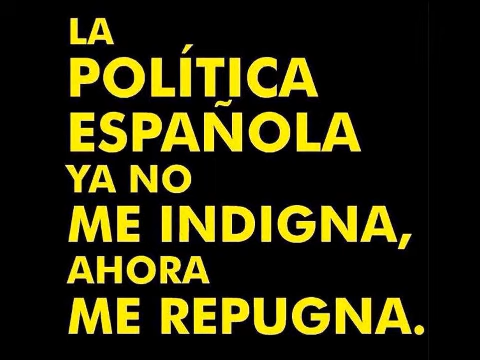 LA
POLÍTICA
ESPAÑOLA
YA NO
ME INDIGNA,
AHORA
ME REPUGNA.